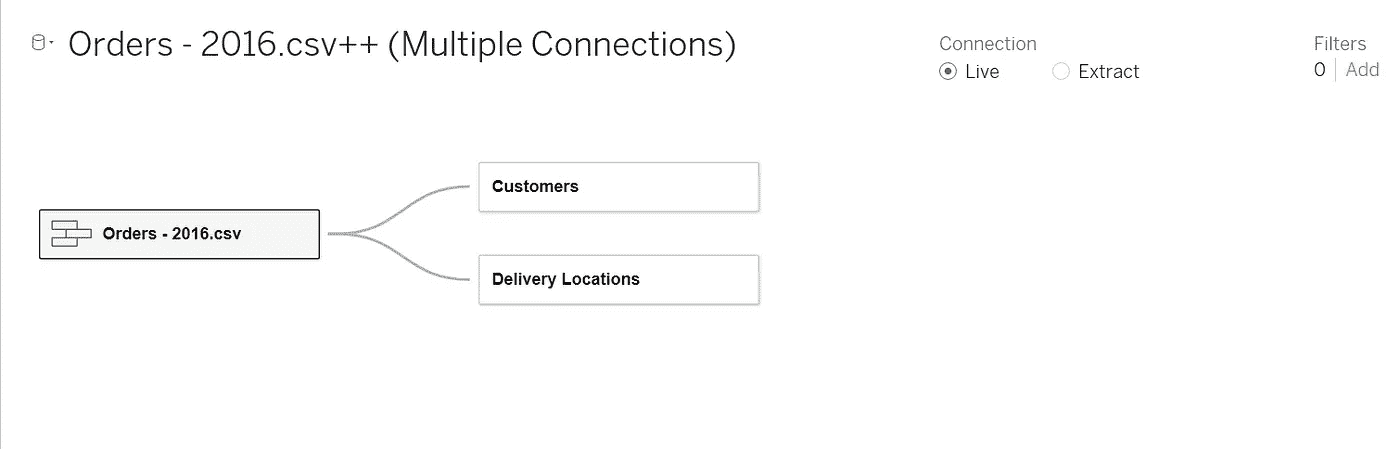 Orders - 2016.csv++ (Multiple Connections)
Connection
Live
Extract
Filters
0 Add
Customers
Orders - 2016.csv
Delivery Locations